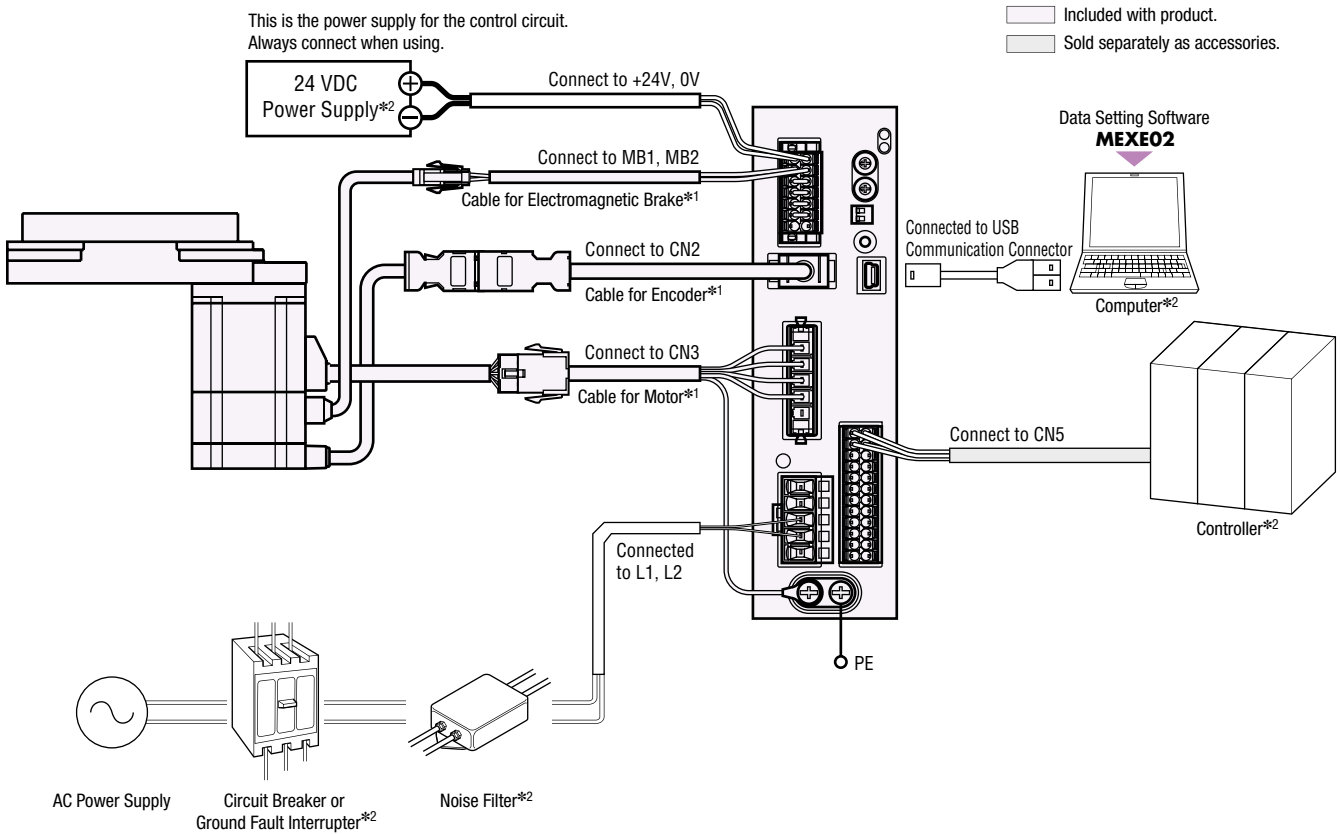 This is the power supply for the control circuit.
Always connect when using.
Included with product.
Sold separately as accessories.
24 VDC
Power Supply*2
Connect to +24V, 0V
Data Setting Software
MEXE02
Connect to MB1, MB2
Cable for Electromagnetic Brake*1
Connected to USB
Communication Connector
Connect to CN2
Cable for Encoder*1
Computer*2
Connect to CN3
Cable for Motor*1
Connect to CN5
Controller*2
Connected
to L1, L2
PE
AC Power Supply
Circuit Breaker or
Ground Fault Interrupter*2
Noise Filter*2